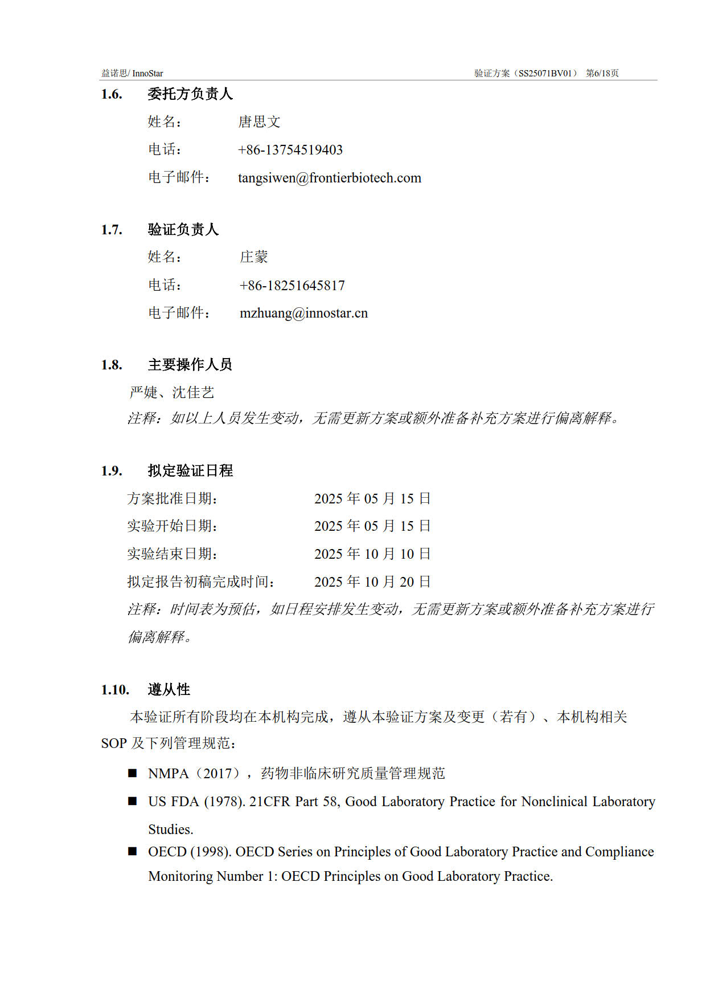 益诺思/ InnoStar 验证方案（SS25071BV01） 第6/18页
1.6. 委托方负责人
姓名： 唐思文
电话： +86-13754519403
电子邮件： tangsiwen@frontierbiotech.com
1.7. 验证负责人
姓名： 庄蒙
电话： +86-18251645817
电子邮件： mzhuang@innostar.cn
1.8. 主要操作人员
严婕、沈佳艺
注释：如以上人员发生变动，无需更新方案或额外准备补充方案进行偏离解释。
1.9. 拟定验证日程
方案批准日期： 2025 年 05 月 15 日
实验开始日期： 2025 年 05 月 15 日
实验结束日期： 2025 年 10 月 10 日
拟定报告初稿完成时间： 2025 年 10 月 20 日
注释：时间表为预估，如日程安排发生变动，无需更新方案或额外准备补充方案进行
偏离解释。
1.10. 遵从性
本验证所有阶段均在本机构完成，遵从本验证方案及变更（若有）、本机构相关
SOP 及下列管理规范：
■ NMPA（2017），药物非临床研究质量管理规范
■ US FDA (1978). 21CFR Part 58, Good Laboratory Practice for Nonclinical Laboratory
Studies.
■ OECD (1998). OECD Series on Principles of Good Laboratory Practice and Compliance
Monitoring Number 1: OECD Principles on Good Laboratory Practice.